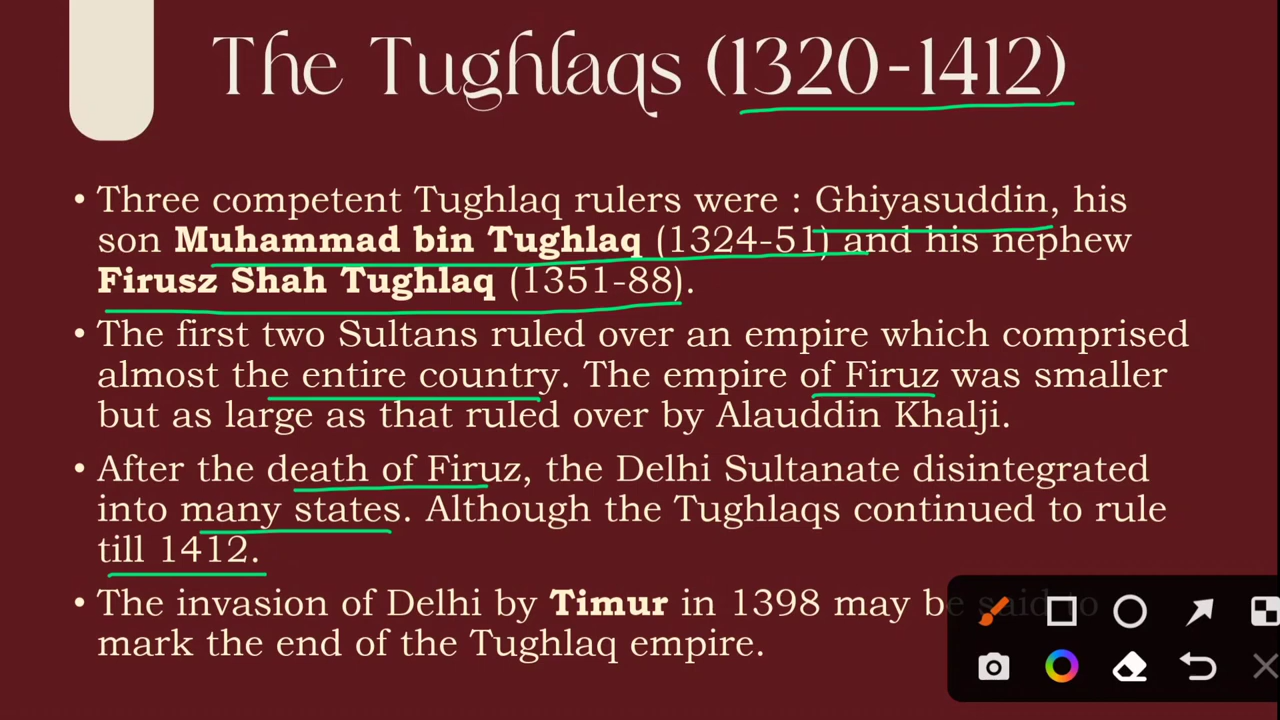 The Tughlaqs (1320-1412)
• Three competent Tughlaq rulers were : Ghiyasuddin, his
son Muhammad bin Tughlaq (1324-51) and his nephew
Firusz Shah Tughlaq (1351-88).
• The first two Sultans ruled over an empire which comprised
almost the entire country. The empire of Firuz was smaller
but as large as that ruled over by Alauddin Khalji.
• After the death of Firuz, the Delhi Sultanate disintegrated
into many states. Although the Tughlaqs continued to rule
till 1412.
• The invasion of Delhi by Timur in 1398 may be said to
mark the end of the Tughlaq empire.